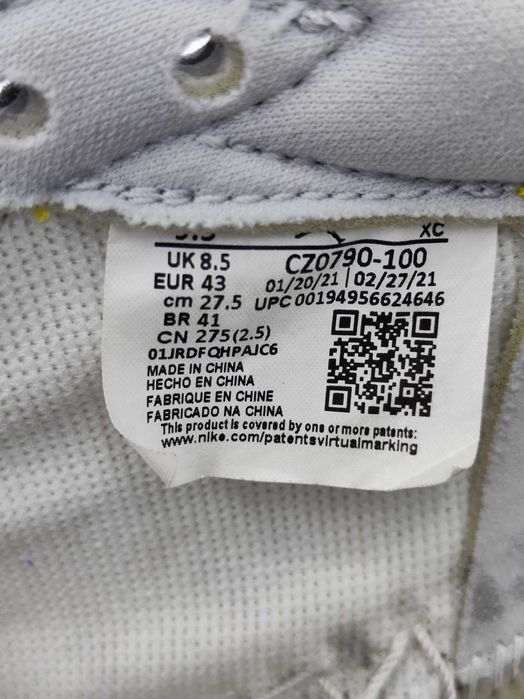 XC
UK 8.5 CZ0790-100
EUR 43 01/20/21 | 02/27/21
cm 27.5 UPC 00194956624646
BR 41
CN 275(2.5)
01JRDFQHPAJC6
MADE IN CHINA
HECHO EN CHINA
FABRIQUE EN CHINE
FABRICADO NA CHINA
This product is covered by one or more patents:
www.nike.com/patentsvirtualmarking